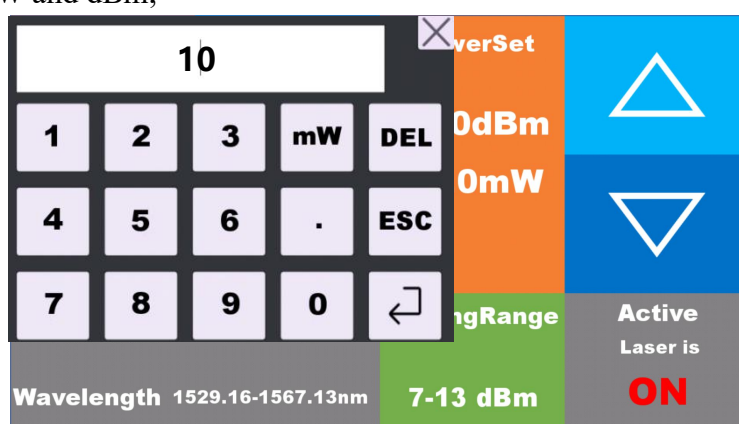 W and dBm;
10
verSet
1 2 3 mW DEL
0dBm
0mW
4 5 6 . ESC
7 8 9 0
ngRange
Active
Laser is
Wavelength 1529.16-1567.13nm
7-13 dBm
ON